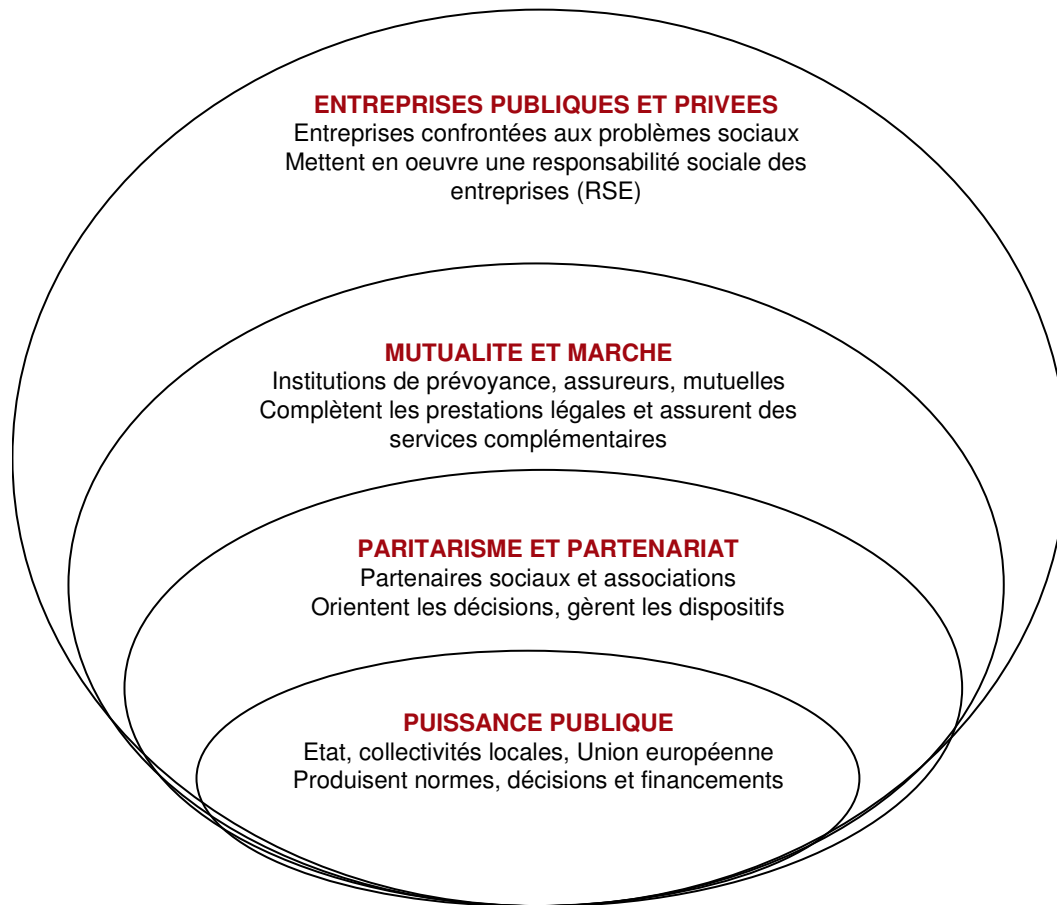 ENTREPRISES PUBLIQUES ET PRIVEES
Entreprises confrontées aux problèmes sociaux
Mettent en oeuvre une responsabilité sociale des
entreprises (RSE)
MUTUALITE ET MARCHE
Institutions de prévoyance, assureurs, mutuelles
Complètent les prestations légales et assurent des
services complémentaires
PARITARISME ET PARTENARIAT
Partenaires sociaux et associations
Orientent les décisions, gèrent les dispositifs
PUISSANCE PUBLIQUE
Etat, collectivités locales, Union européenne
Produisent normes, décisions et financements